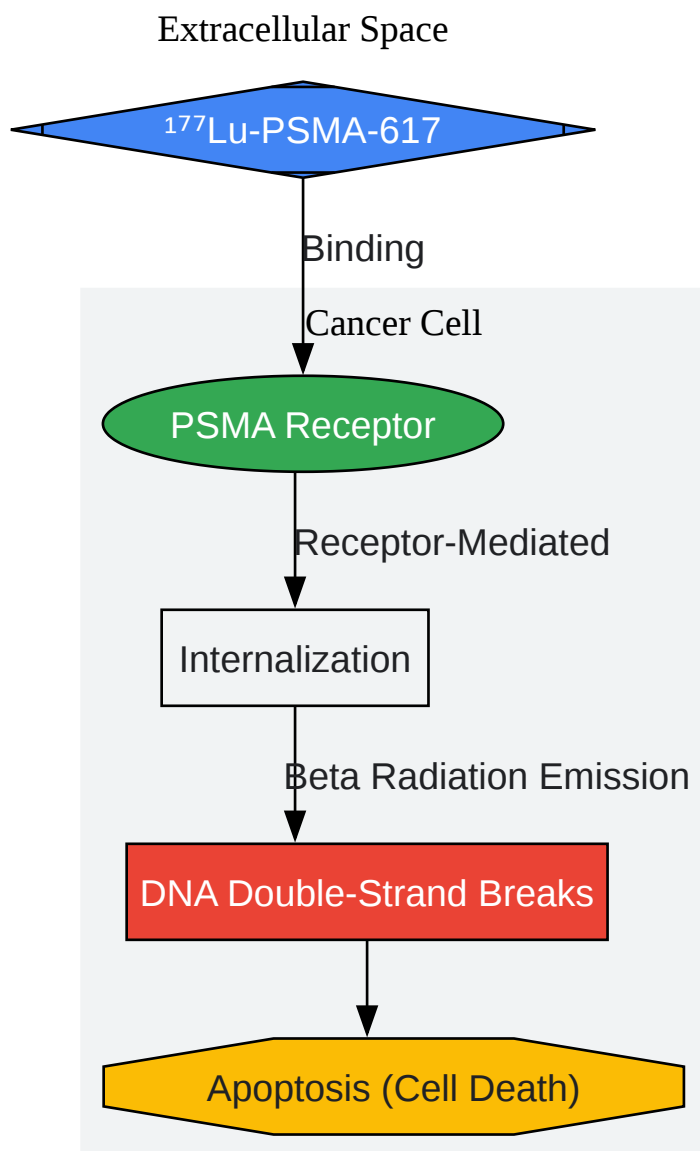 Extracellular Space
¹⁷⁷Lu-PSMA-617
Binding
Cancer Cell
PSMA Receptor
Receptor-Mediated
Internalization
Beta Radiation Emission
DNA Double-Strand Breaks
Apoptosis (Cell Death)